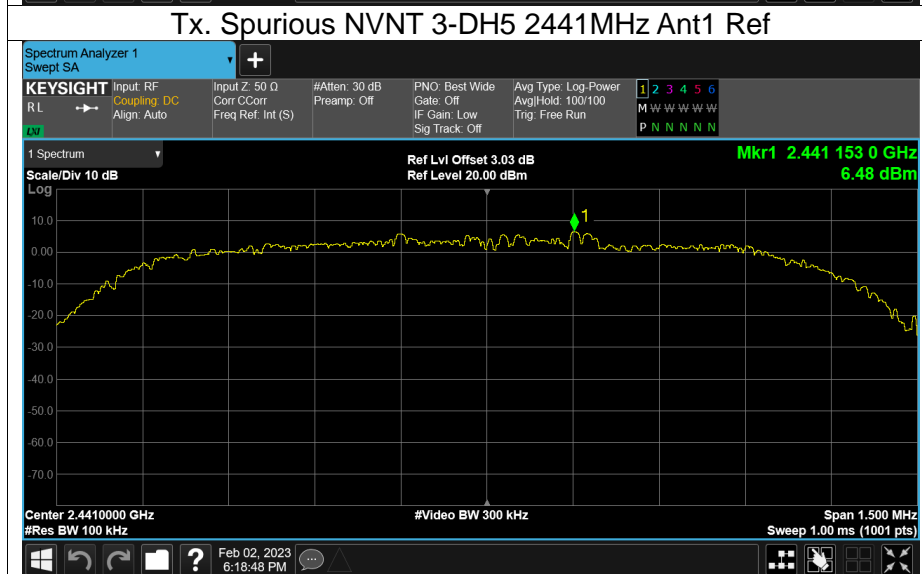 Tx. Spurious NVNT 3-DH5 2441MHz Ant1 Ref
Spectrum Analyzer 1
Swept SA
+
KEYSIGHT
R L
LXI
Input: RF
Coupling: DC
Align: Auto
Input Z: 50 Ω
Corr CCorr
Freq Ref: Int (S)
#Atten: 30 dB
Preamp: Off
PNO: Best Wide
Gate: Off
IF Gain: Low
Sig Track: Off
Avg Type: Log-Power
Avg|Hold: 100/100
Trig: Free Run
1 2 3 4 5 6
M W W W W W
P N N N N N
1 Spectrum
Scale/Div 10 dB
Log
Ref Lvl Offset 3.03 dB
Ref Level 20.00 dBm
Mkr1 2.441 153 0 GHz
6.48 dBm
1
10.0
0.00
-10.0
-20.0
-30.0
-40.0
-50.0
-60.0
-70.0
Center 2.4410000 GHz
#Res BW 100 kHz
#Video BW 300 kHz
Span 1.500 MHz
Sweep 1.00 ms (1001 pts)
?
Feb 02, 2023
6:18:48 PM